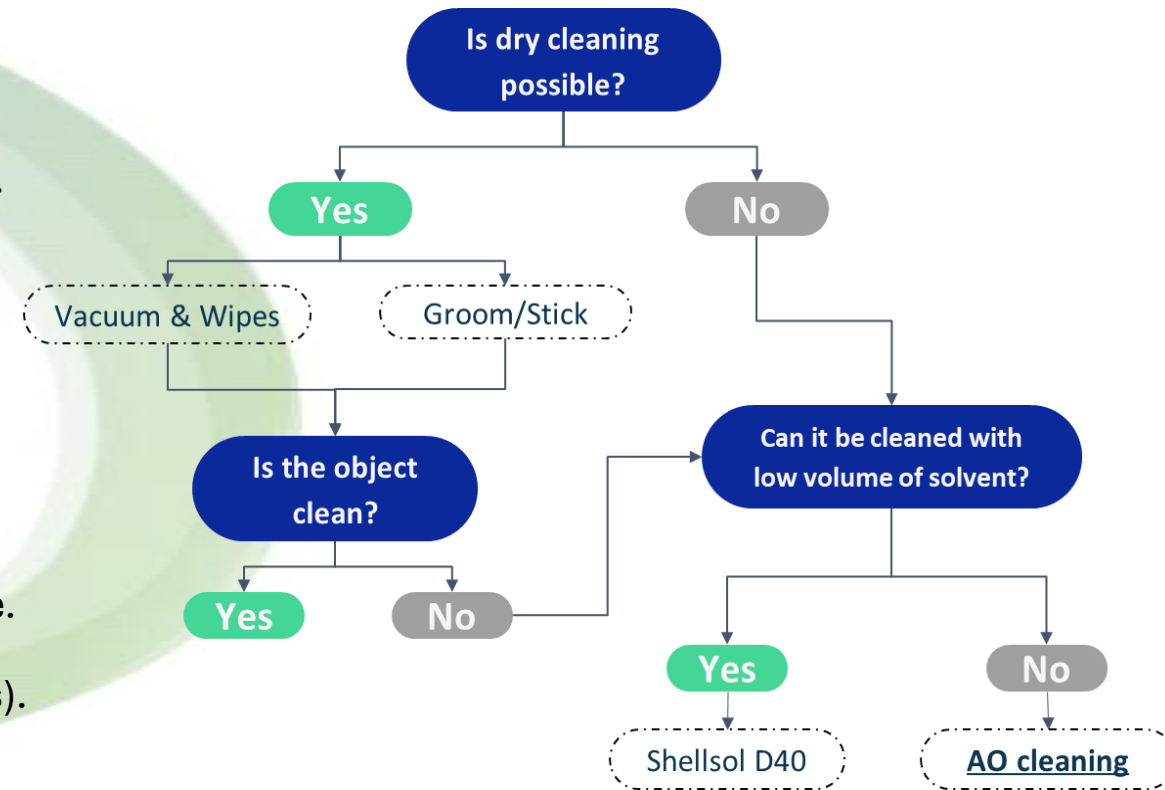 Is dry cleaning
possible?
.
Yes
No
Vacuum & Wipes
Groom/Stick
Is the object
clean?
Can it be cleaned with
low volume of solvent?
e.
Yes
No
s).
Yes
No
Shellsol D40
AO cleaning